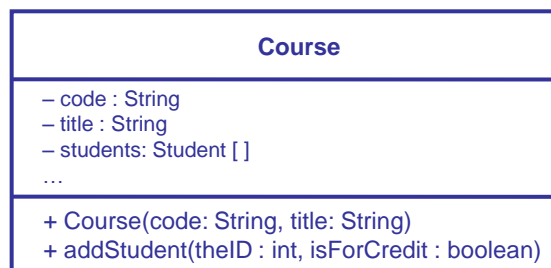 Course
– code : String
– title : String
– students: Student [ ]
…
+ Course(code: String, title: String)
+ addStudent(theID : int, isForCredit : boolean)